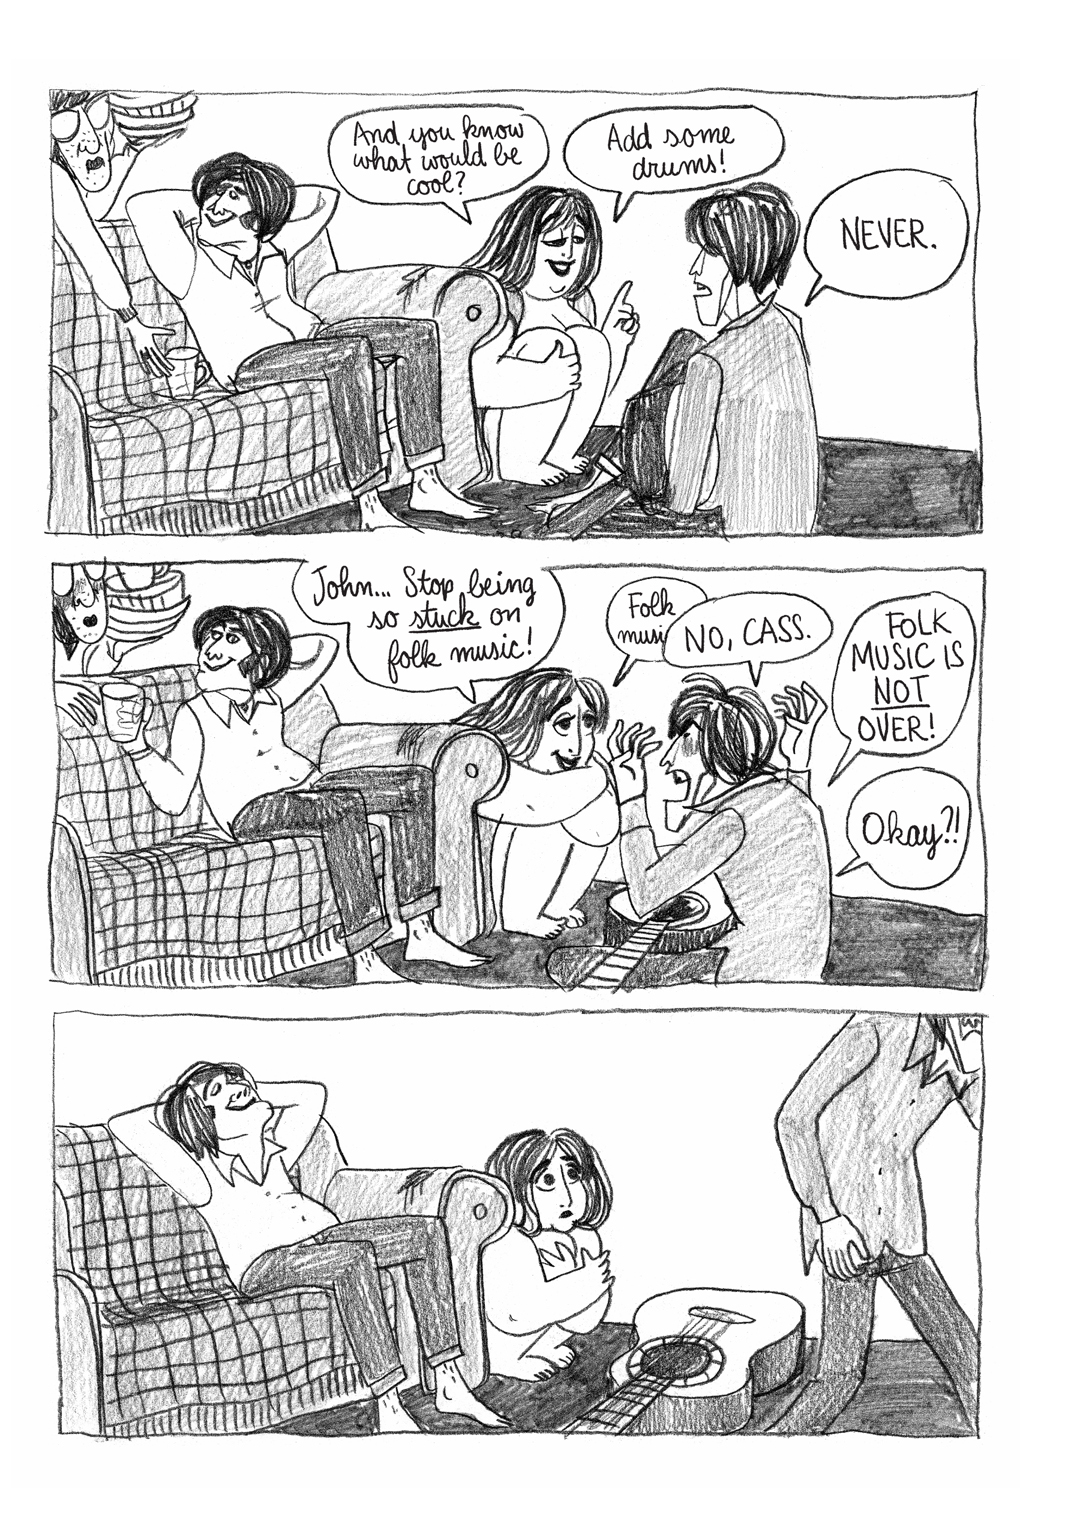 And you know
what would be
cool?
Add some
drums!
NEVER.
John... Stop being
so stuck on
folk music!
Folk
musi
NO, CASS.
FOLK
MUSIC IS
NOT
OVER!
Okay?!